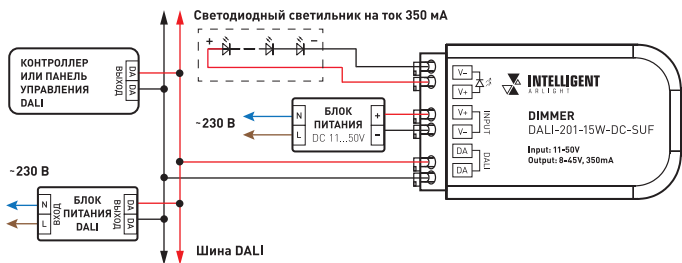 Светодиодный светильник на ток 350 мА
+
–
КОНТРОЛЛЕР
ИЛИ ПАНЕЛЬ
УПРАВЛЕНИЯ
DALI
ВЫХОД
DA
DA
~230 В
N
L
БЛОК
ПИТАНИЯ
DC 11...50V
+
–
V–
V+
V+
V–
INPUT
DA
DA
DALI
INTELLIGENT
ARLIGHT
DIMMER
DALI-201-15W-DC-SUF
Input: 11-50V
Output: 8-45V, 350mA
~230 В
N
L
ВХОД
БЛОК
ПИТАНИЯ
DALI
ВЫХОД
DA
DA
Шина DALI